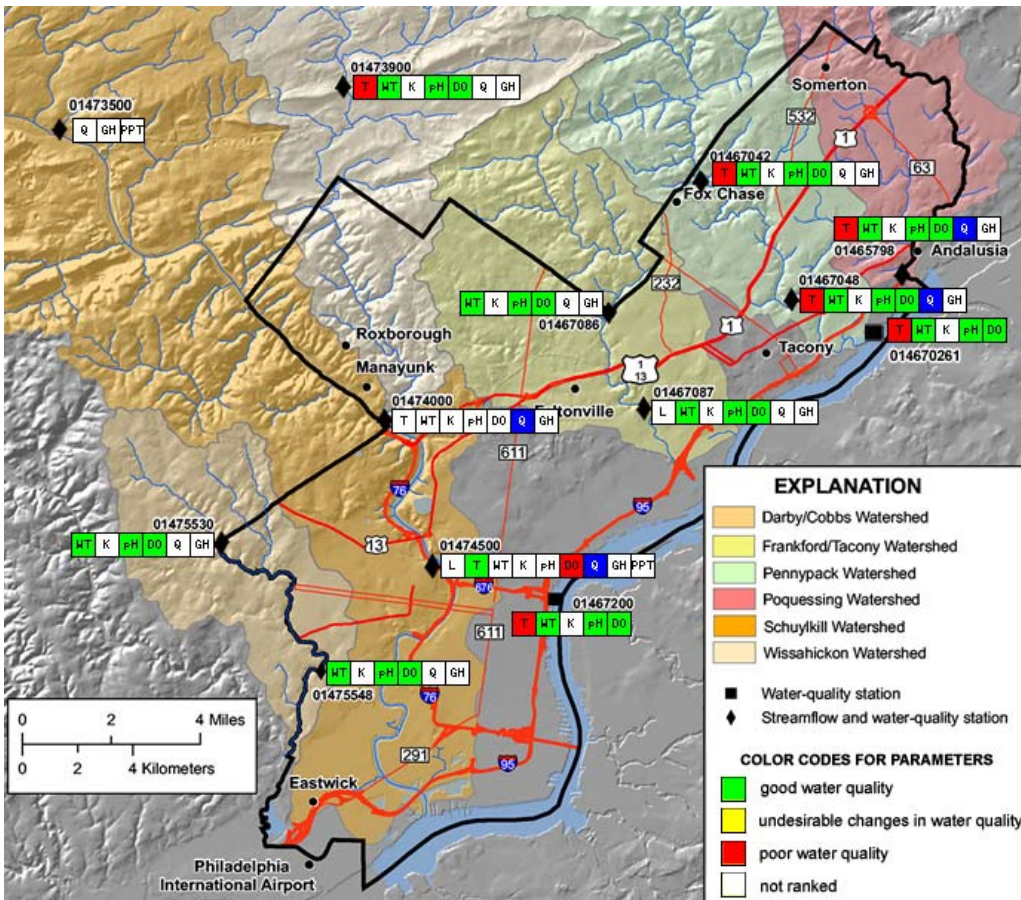 01473900
T WT K pH DO Q GH
01473500
Q GH PPT
Somerton
532
1
01467042
T WT K pH DO Q GH
Fox Chase
63
T WT K pH DO Q GH
01465798
Andalusia
232
01467048
T WT K pH DO Q GH
WT K pH DO Q GH
01467086
1
T WT K pH DO
014670261
Tacony
Roxborough
Manayunk
1
13
01474000
T WT K pH DO Q GH
01467087
L WT K pH DO Q GH
611
76
95
01475530
WT K pH DO Q GH
13
01474500
L T WT K pH DO Q GH PPT
676
01467200
T WT K pH DO
611
WT K pH DO Q GH
01475548
76
291
95
Eastwick
Philadelphia
International Airport
0 2 4 Miles
0 2 4 Kilometers
EXPLANATION
Darby/Cobbs Watershed
Frankford/Tacony Watershed
Pennypack Watershed
Poquessing Watershed
Schuylkill Watershed
Wissahickon Watershed
Water-quality station
Streamflow and water-quality station
COLOR CODES FOR PARAMETERS
good water quality
undesirable changes in water quality
poor water quality
not ranked